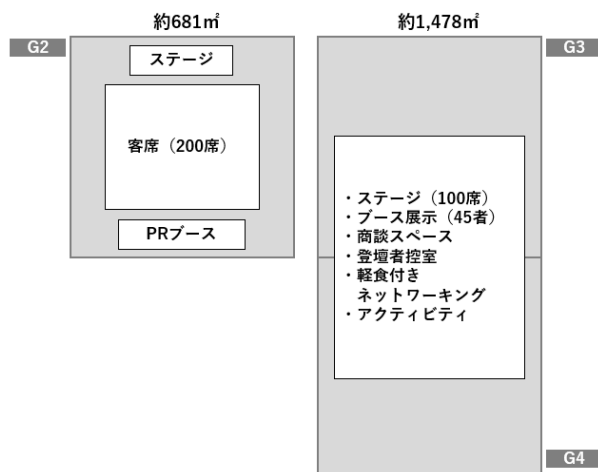 約681㎡
約1,478㎡
G2
G3
ステージ
客席（200席）
PRブース
・ステージ（100席）
・ブース展示（45者）
・商談スペース
・登壇者控室
・軽食付き
ネットワーキング
・アクティビティ
G4